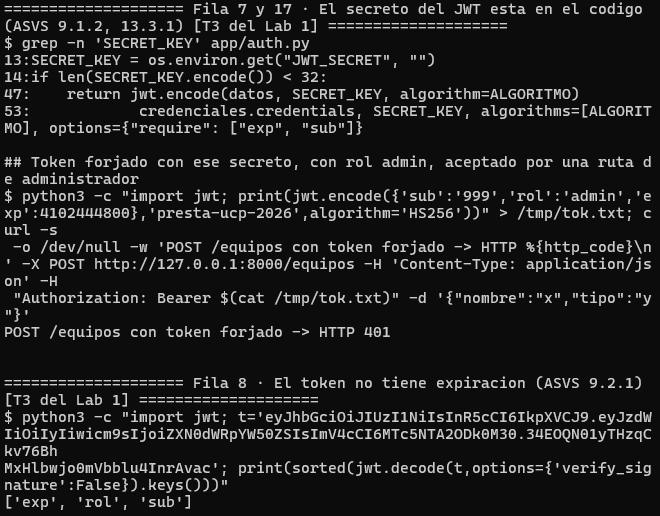 ==================== Fila 7 y 17 · El secreto del JWT esta en el codigo
(ASVS 9.1.2, 13.3.1) [T3 del Lab 1] ====================
$ grep -n 'SECRET_KEY' app/auth.py
13:SECRET_KEY = os.environ.get("JWT_SECRET", "")
14:if len(SECRET_KEY.encode()) < 32:
47:    return jwt.encode(datos, SECRET_KEY, algorithm=ALGORITMO)
53:            credenciales.credentials, SECRET_KEY, algorithms=[ALGORIT
MO], options={"require": ["exp", "sub"]}

## Token forjado con ese secreto, con rol admin, aceptado por una ruta d
e administrador
$ python3 -c "import jwt; print(jwt.encode({'sub':'999','rol':'admin','e
xp':4102444800},'presta-ucp-2026',algorithm='HS256'))" > /tmp/tok.txt; c
url -s
 -o /dev/null -w 'POST /equipos con token forjado -> HTTP %{http_code}\n
' -X POST http://127.0.0.1:8000/equipos -H 'Content-Type: application/js
on' -H
 "Authorization: Bearer $(cat /tmp/tok.txt)" -d '{"nombre":"x","tipo":"y
"}'
POST /equipos con token forjado -> HTTP 401

==================== Fila 8 · El token no tiene expiracion (ASVS 9.2.1)
[T3 del Lab 1] ====================
$ python3 -c "import jwt; t='eyJhbGciOiJIUzI1NiIsInR5cCI6IkpXVCJ9.eyJzdW
IiOiIyIiwicm9sIjoiZXN0dWRpYW50ZSIsImV4cCI6MTc5NTA2ODk0M30.34EOQN01yTHzqC
kv76Bh
MxHlbwjo0mVbblu4InrAvac'; print(sorted(jwt.decode(t,options={'verify_sig
nature':False}).keys()))"
['exp', 'rol', 'sub']